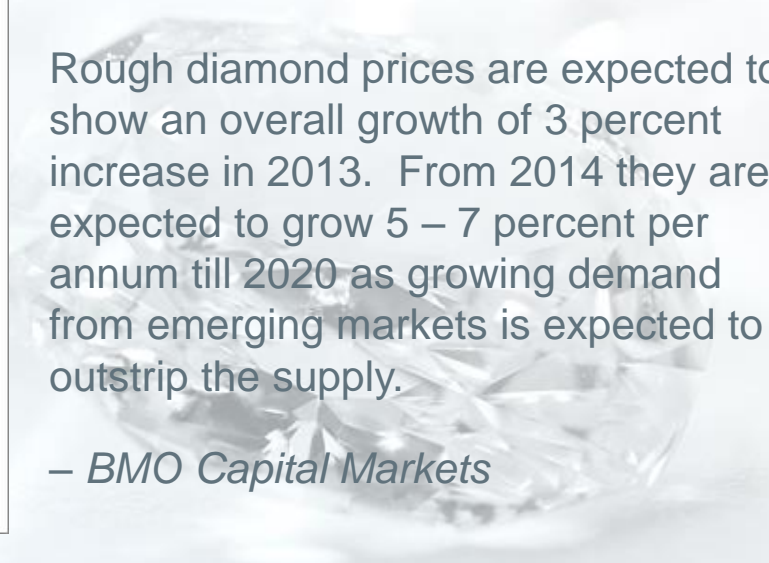 Rough diamond prices are expected to
show an overall growth of 3 percent
increase in 2013.  From 2014 they are
expected to grow 5 – 7 percent per
annum till 2020 as growing demand
from emerging markets is expected to
outstrip the supply.
– BMO Capital Markets